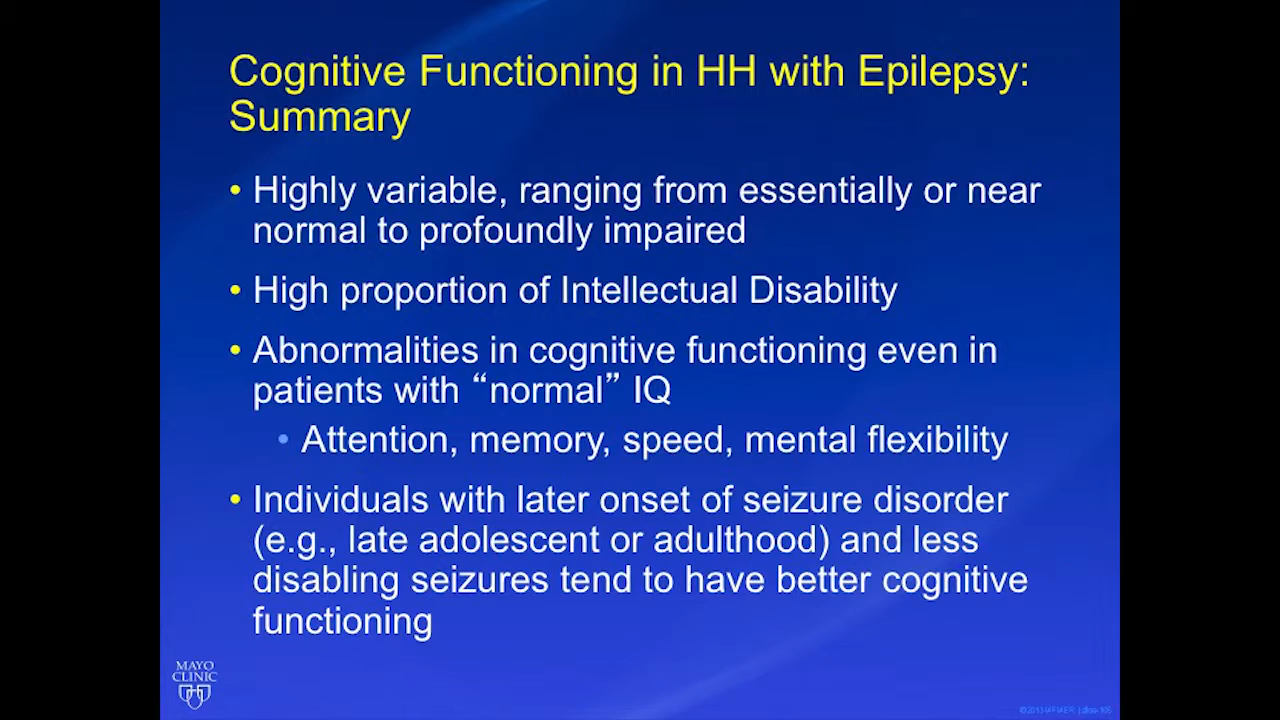 Cognitive Functioning in HH with Epilepsy:
Summary
• Highly variable, ranging from essentially or near
normal to profoundly impaired
• High proportion of Intellectual Disability
• Abnormalities in cognitive functioning even in
patients with “normal” IQ
• Attention, memory, speed, mental flexibility
• Individuals with later onset of seizure disorder
(e.g., late adolescent or adulthood) and less
disabling seizures tend to have better cognitive
functioning
MAYO
CLINIC